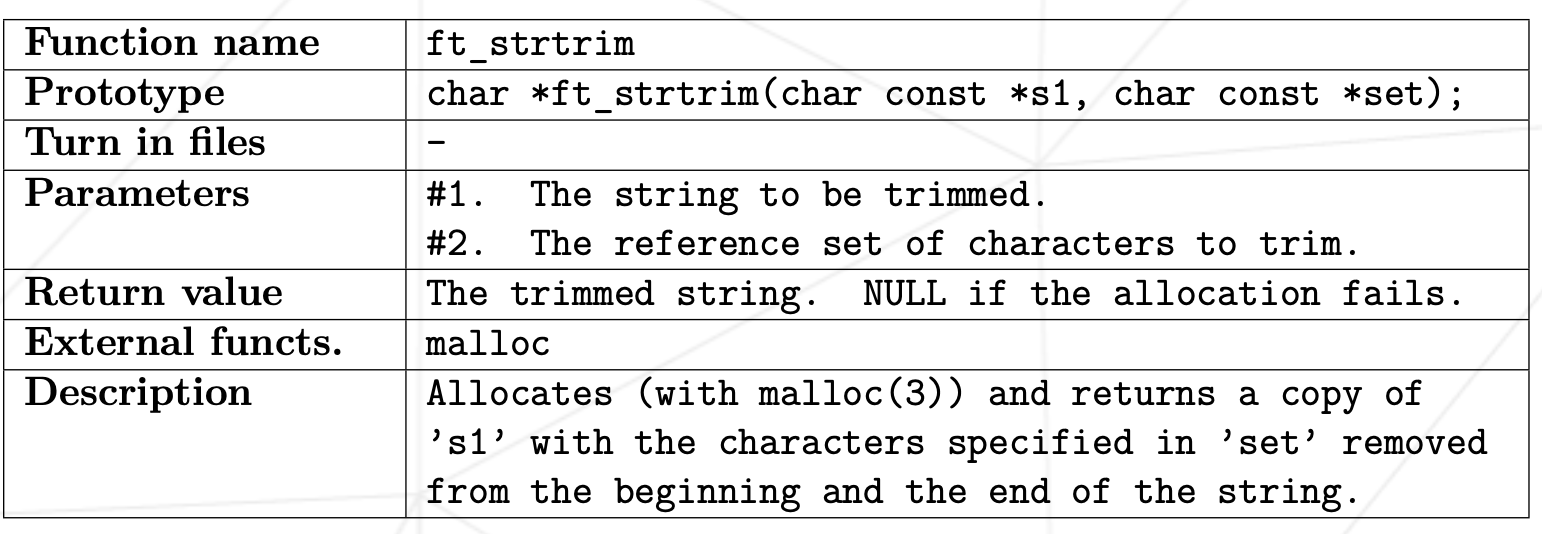 Function name ft_strtrim
Prototype char *ft_strtrim(char const *s1, char const *set);
Turn in files -
Parameters #1. The string to be trimmed.
#2. The reference set of characters to trim.
Return value The trimmed string. NULL if the allocation fails.
External functs. malloc
Description Allocates (with malloc(3)) and returns a copy of
’s1’ with the characters specified in ’set’ removed
from the beginning and the end of the string.